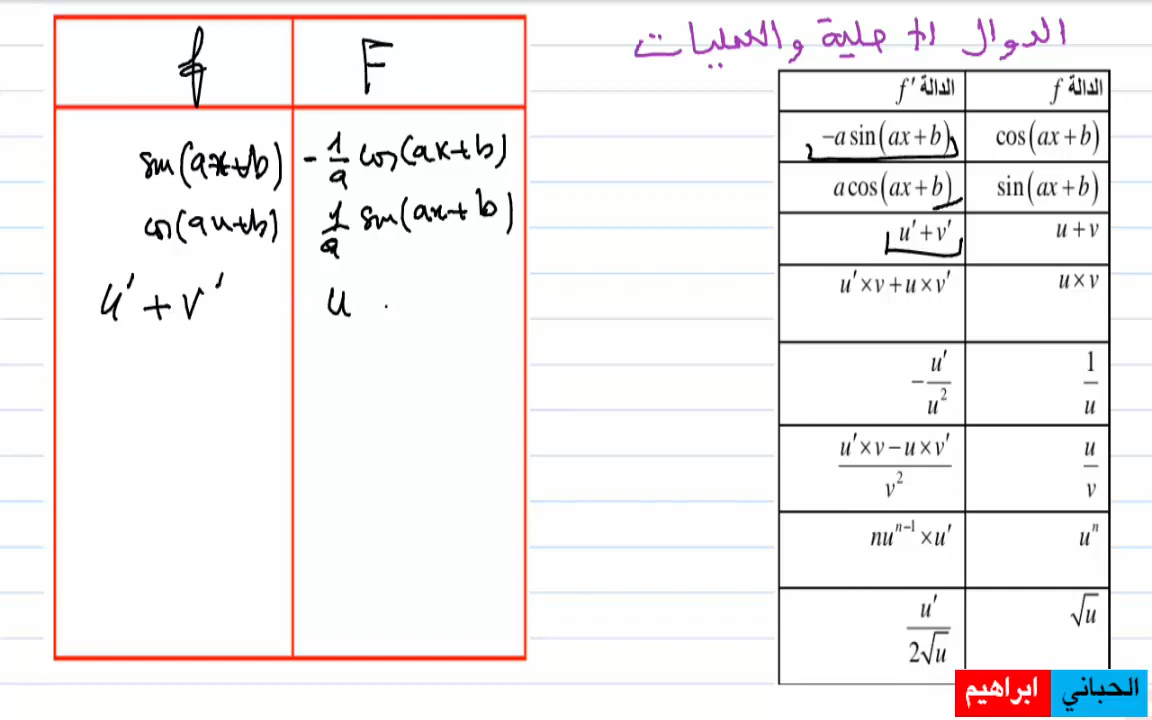 الدوال الأصلية والعمليات
f F
sin(ax+b) -1/a cos(ax+b)
cos(ax+b) 1/a sin(ax+b)
u' + v' u
الدالة f الدالة f'
cos(ax+b) -a sin(ax+b)
sin(ax+b) a cos(ax+b)
u+v u'+v'
u×v u'×v+u×v'
1/u -u'/u²
u/v (u'×v-u×v')/v²
uⁿ nuⁿ⁻¹×u'
√u u'/2√u
ابراهيم الحباني